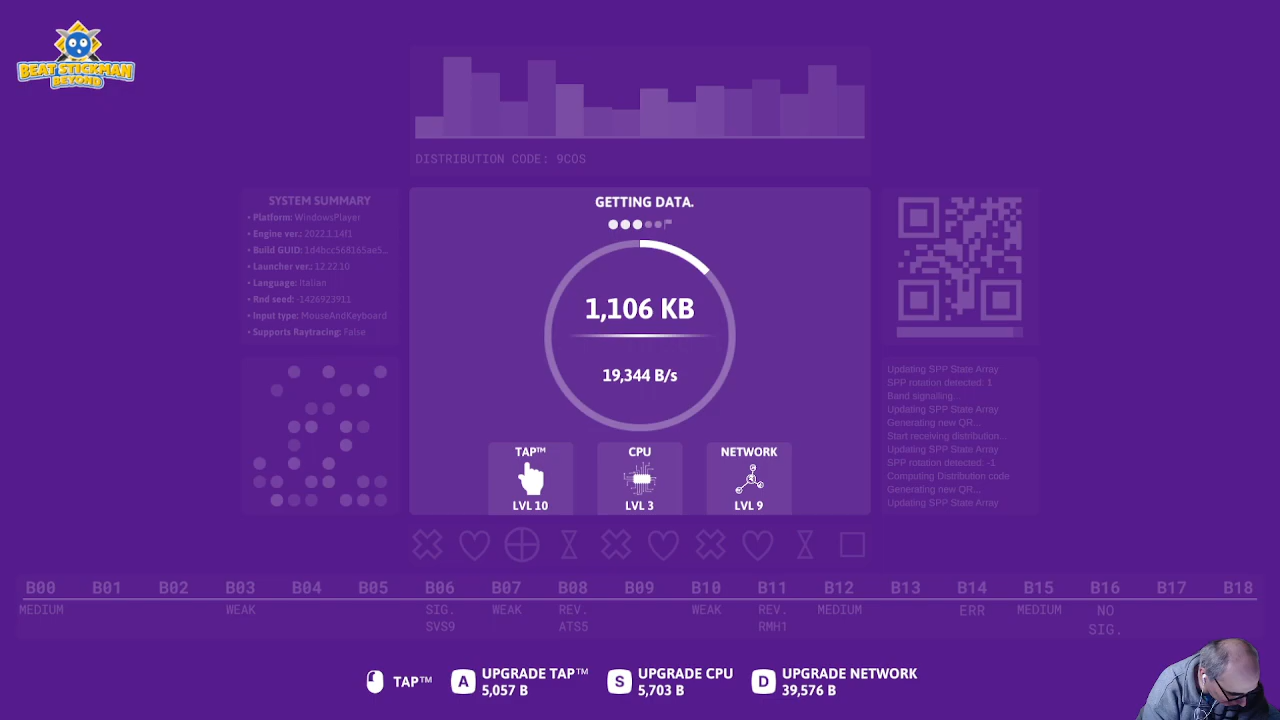 BEAT STICKMAN
BEYOND
DISTRIBUTION CODE: 9COS
SYSTEM SUMMARY
• Platform: WindowsPlayer
• Engine ver.: 2022.1.14f1
• Build GUID: 1d4bcc568165ae5...
• Launcher ver.: 12.22.10
• Language: Italian
• Rnd seed: -1426923911
• Input type: MouseAndKeyboard
• Supports Raytracing: False
GETTING DATA.
1,106 KB
19,344 B/s
TAP™ CPU NETWORK
LVL 10 LVL 3 LVL 9
Updating SPP State Array
SPP rotation detected: 1
Band signalling..
Updating SPP State Array
Generating new QR...
Start receiving distribution...
Updating SPP State Array
SPP rotation detected: -1
Computing Distribution code
Generating new QR...
Updating SPP State Array
B00 B01 B02 B03 B04 B05 B06 B07 B08 B09 B10 B11 B12 B13 B14 B15 B16 B17 B18
MEDIUM WEAK SIG. WEAK REV. WEAK REV. MEDIUM ERR MEDIUM NO
SVS9 ATS5 RMH1 SIG.
TAP™ A UPGRADE TAP™ S UPGRADE CPU D UPGRADE NETWORK
5,057 B 5,703 B 39,576 B